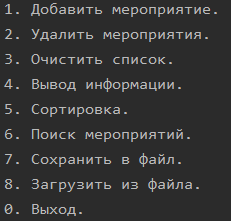 1. Добавить мероприятие.
2. Удалить мероприятия.
3. Очистить список.
4. Вывод информации.
5. Сортировка.
6. Поиск мероприятий.
7. Сохранить в файл.
8. Загрузить из файла.
0. Выход.